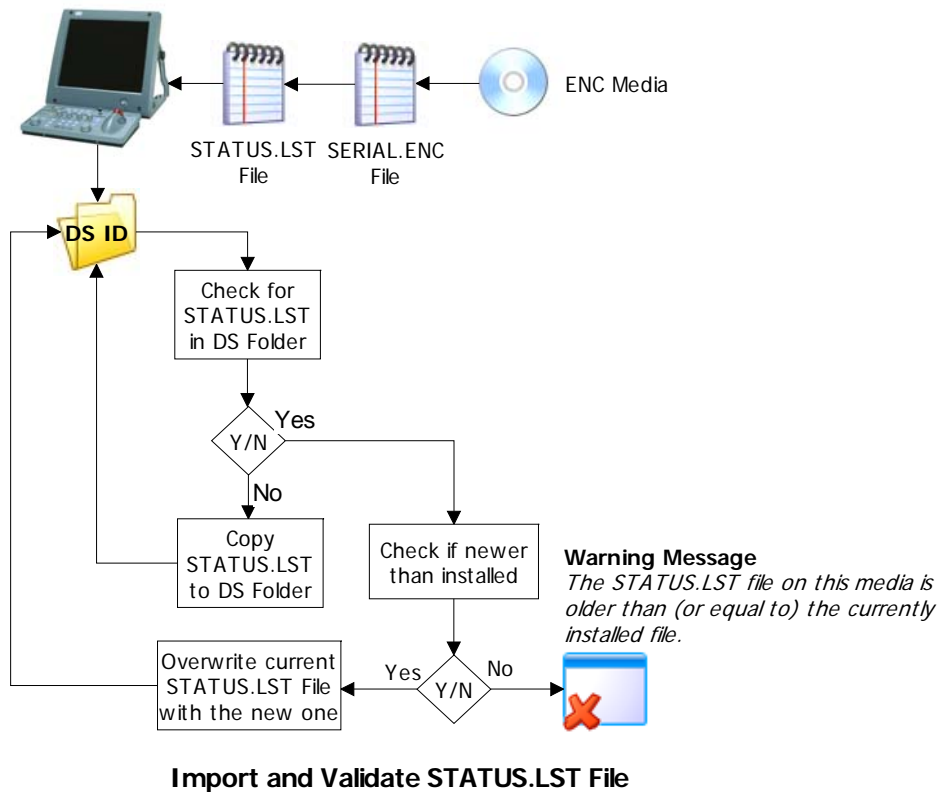 ENC Media
STATUS.LST
File
SERIAL.ENC
File
DS ID
Check for
STATUS.LST
in DS Folder
Y/N
Yes
No
Copy
STATUS.LST
to DS Folder
Check if newer
than installed
Warning Message
The STATUS.LST file on this media is
older than (or equal to) the currently
installed file.
Y/N
Yes
No
Overwrite current
STATUS.LST File
with the new one
Import and Validate STATUS.LST File